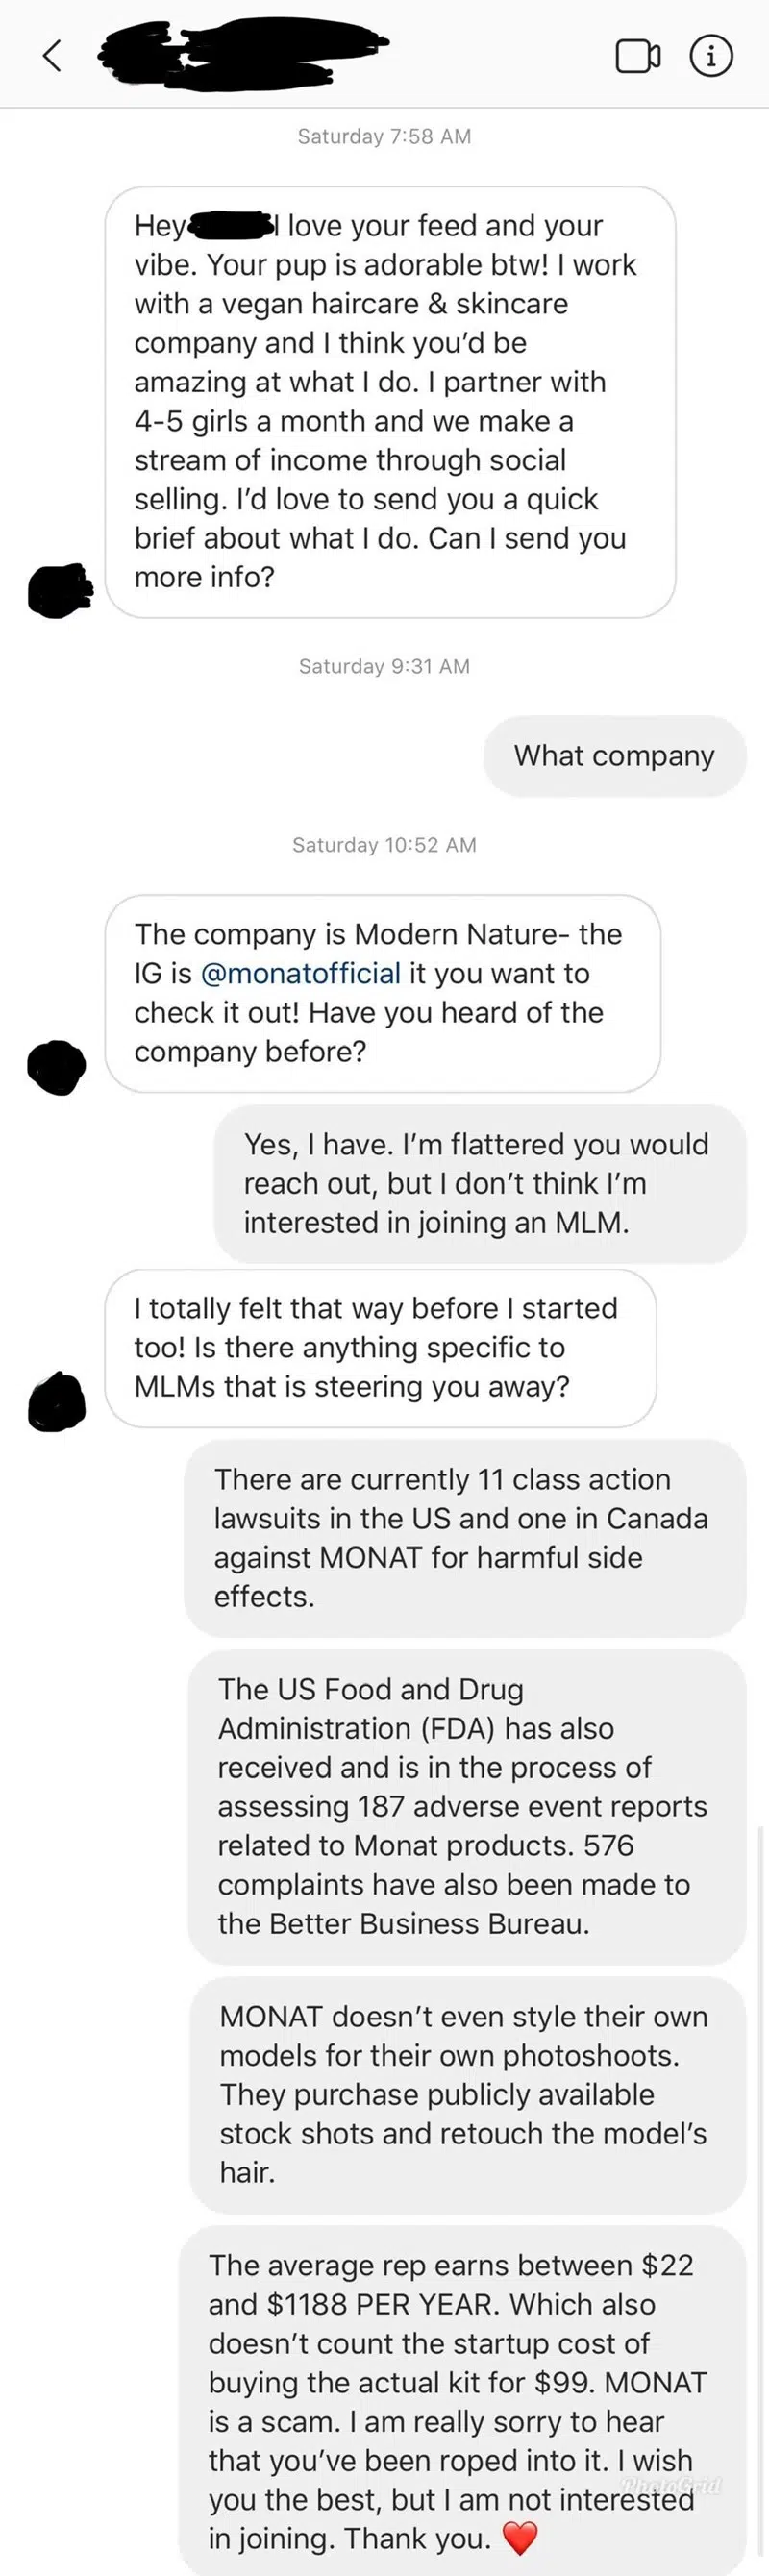 Saturday 7:58 AM
Hey I love your feed and your
vibe. Your pup is adorable btw! I work
with a vegan haircare & skincare
company and I think you’d be
amazing at what I do. I partner with
4-5 girls a month and we make a
stream of income through social
selling. I’d love to send you a quick
brief about what I do. Can I send you
more info?
Saturday 9:31 AM
What company
Saturday 10:52 AM
The company is Modern Nature- the
IG is @monatofficial it you want to
check it out! Have you heard of the
company before?
Yes, I have. I’m flattered you would
reach out, but I don’t think I’m
interested in joining an MLM.
I totally felt that way before I started
too! Is there anything specific to
MLMs that is steering you away?
There are currently 11 class action
lawsuits in the US and one in Canada
against MONAT for harmful side
effects.
The US Food and Drug
Administration (FDA) has also
received and is in the process of
assessing 187 adverse event reports
related to Monat products. 576
complaints have also been made to
the Better Business Bureau.
MONAT doesn’t even style their own
models for their own photoshoots.
They purchase publicly available
stock shots and retouch the model’s
hair.
The average rep earns between $22
and $1188 PER YEAR. Which also
doesn’t count the startup cost of
buying the actual kit for $99. MONAT
is a scam. I am really sorry to hear
that you’ve been roped into it. I wish
you the best, but I am not interested
in joining. Thank you. ❤️
PhotoGrid